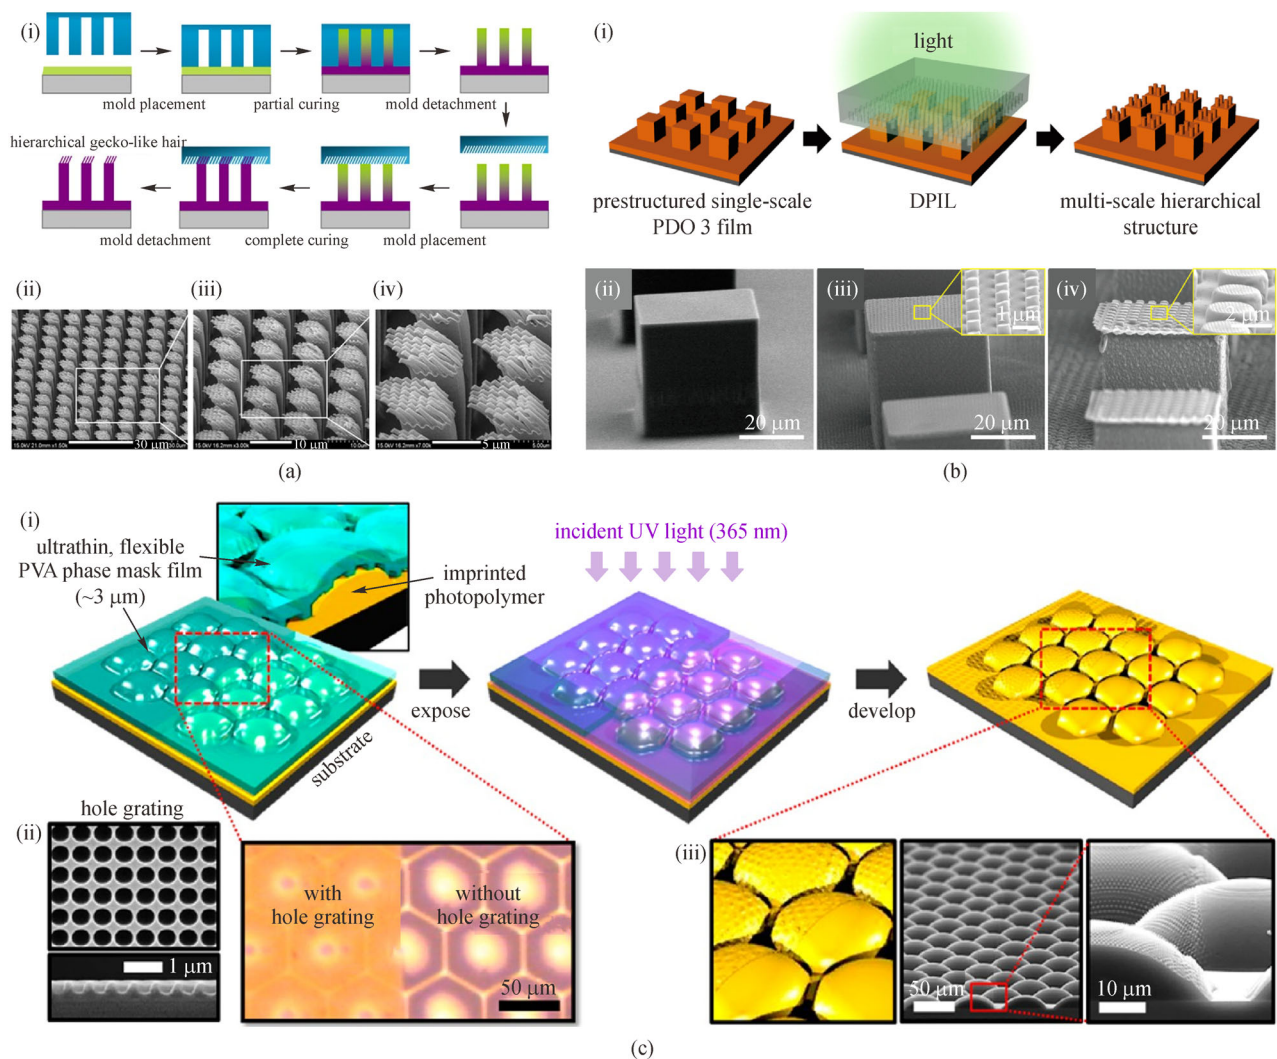 (i)
mold placement
partial curing
mold detachment
hierarchical gecko-like hair
mold detachment
complete curing
mold placement
(ii)
(iii)
(iv)
30 μm
10 μm
5 μm
(a)
(i)
light
prestructured single-scale
PDO 3 film
DPIL
multi-scale hierarchical
structure
(ii)
20 μm
(iii)
1 μm
20 μm
(iv)
2 μm
20 μm
(b)
(i)
ultrathin, flexible
PVA phase mask film
(~3 μm)
imprinted
photopolymer
substrate
expose
incident UV light (365 nm)
develop
hole grating
(ii)
1 μm
with
hole grating
without
hole grating
50 μm
(iii)
50 μm
10 μm
(c)